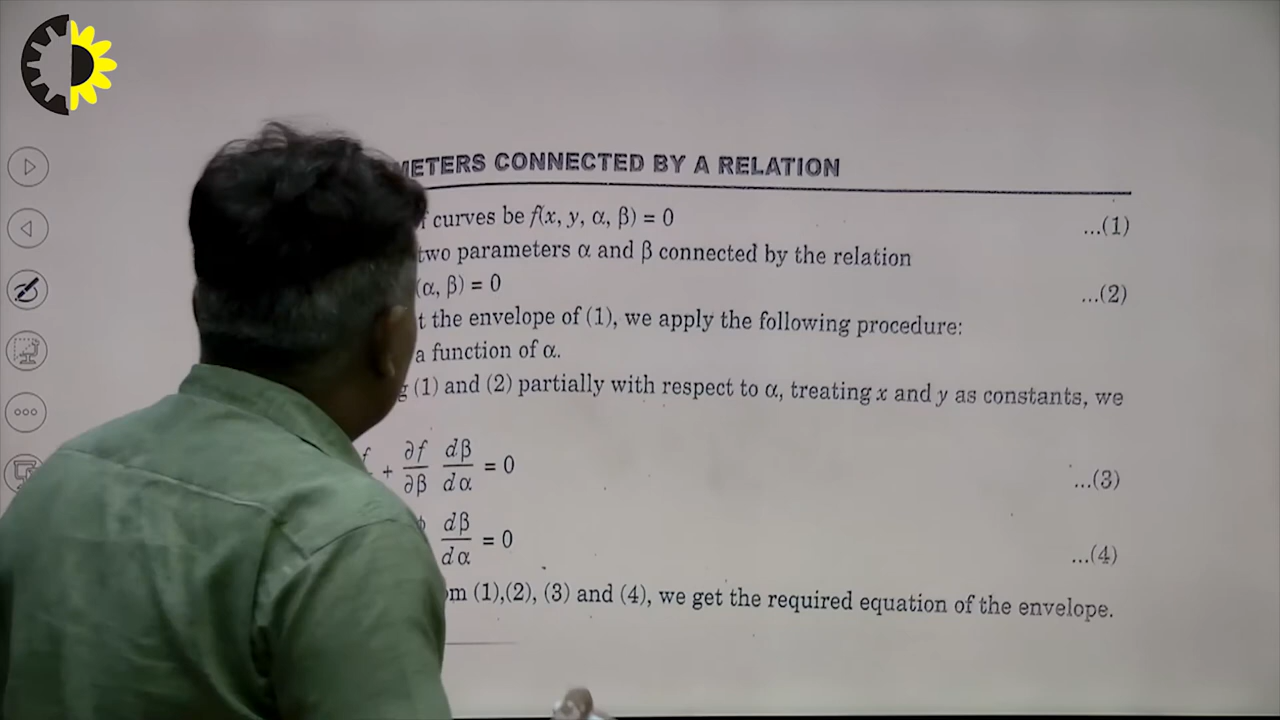 CONNECTED BY A RELATION
curves be f(x, y, α, β) = 0 ...(1)
two parameters α and β connected by the relation
(α, β) = 0 ...(2)
the envelope of (1), we apply the following procedure:
a function of α.
(1) and (2) partially with respect to α, treating x and y as constants, we
+ ∂f/∂β dβ/dα = 0 ...(3)
dβ/dα = 0 ...(4)
(1),(2), (3) and (4), we get the required equation of the envelope.